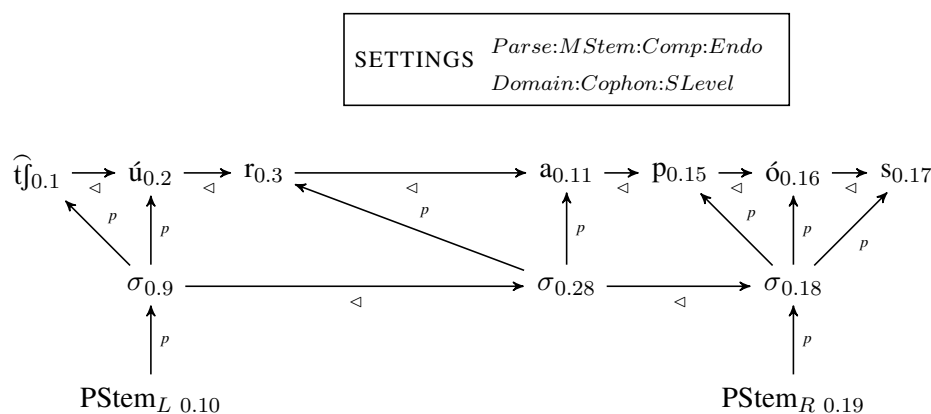 SETTINGS Parse:MStem:Comp:Endo
Domain:Cophon:SLevel
t͡ʃ0.1 ú0.2 r0.3 a0.11 p0.15 ó0.16 s0.17
◁ ◁ ◁ ◁ ◁ ◁
p p p p p p p
σ0.9 σ0.28 σ0.18
◁ ◁
p p
PStemL 0.10 PStemR 0.19